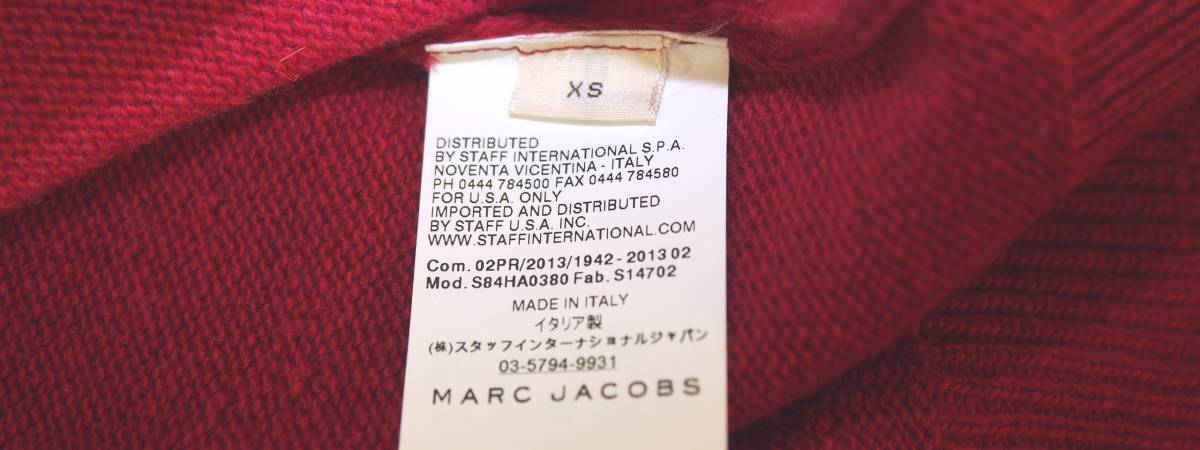 XS
DISTRIBUTED
BY STAFF INTERNATIONAL S.P.A.
NOVENTA VICENTINA - ITALY
PH 0444 784500 FAX 0444 784580
FOR U.S.A. ONLY
IMPORTED AND DISTRIBUTED
BY STAFF U.S.A. INC.
WWW.STAFFINTERNATIONAL.COM
Com. 02PR/2013/1942 - 2013 02
Mod. S84HA0380 Fab. S14702
MADE IN ITALY
イタリア製
(株)スタッフインターナショナルジャパン
03-5794-9931
MARC JACOBS